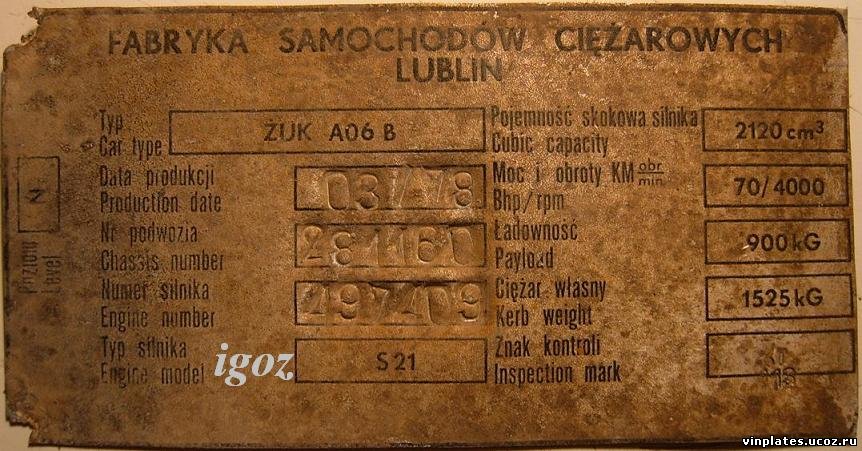 FABRYKA SAMOCHODÓW CIĘŻAROWYCH
LUBLIN
Typ
Car type
ŻUK A06 B
Data produkcji
Production date
03/78
Nr podwozia
Chassis number
281160
Numer silnika
Engine number
497409
Typ silnika
Engine model
S 21
Pojemność skokowa silnika
Cubic capacity
2120 cm³
Moc i obroty KM obr/min
Bhp/rpm
70/4000
Ładowność
Payload
900 kG
Ciężar własny
Kerb weight
1525 kG
Znak kontroli
Inspection mark
Poziom
Level
N
igoz
vinplates.ucoz.ru